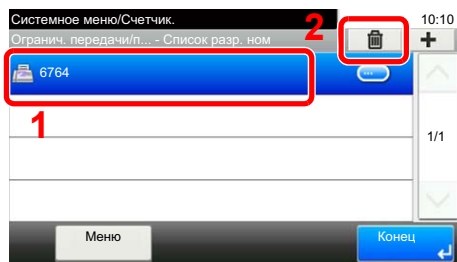 Системное меню/Счетчик.
10:10
Огранич. передачи/п... - Список разр. ном
2
+
6764
1
1/1
Меню
Конец